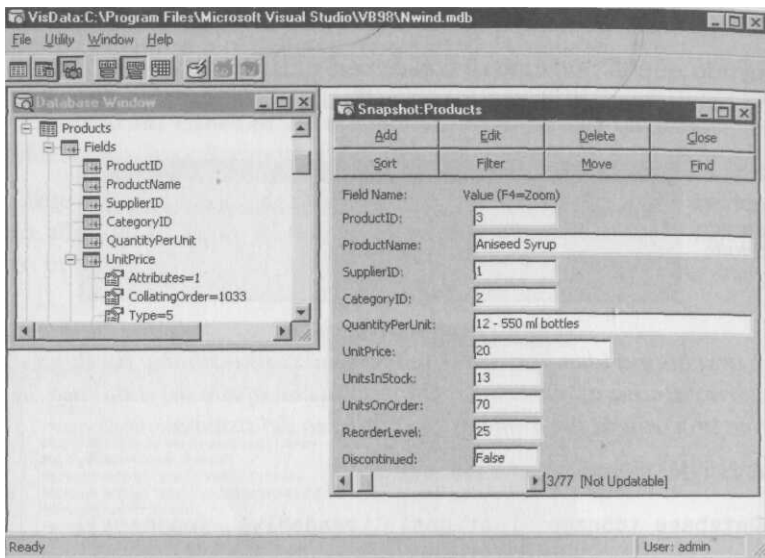 VisData:C:\Program Files\Microsoft Visual Studio\VB98\Nwind.mdb
File Utility Window Help
Database Window
Products
Fields
ProductID
ProductName
SupplierID
CategoryID
QuantityPerUnit
UnitPrice
Attributes=1
CollatingOrder=1033
Type=5
Snapshot:Products
Add Edit Delete Close
Sort Filter Move Find
Field Name: Value (F4=Zoom)
ProductID: 3
ProductName: Aniseed Syrup
SupplierID: 1
CategoryID: 2
QuantityPerUnit: 12 - 550 ml bottles
UnitPrice: 20
UnitsInStock: 13
UnitsOnOrder: 70
ReorderLevel: 25
Discontinued: False
3/77 [Not Updatable]
Ready User: admin